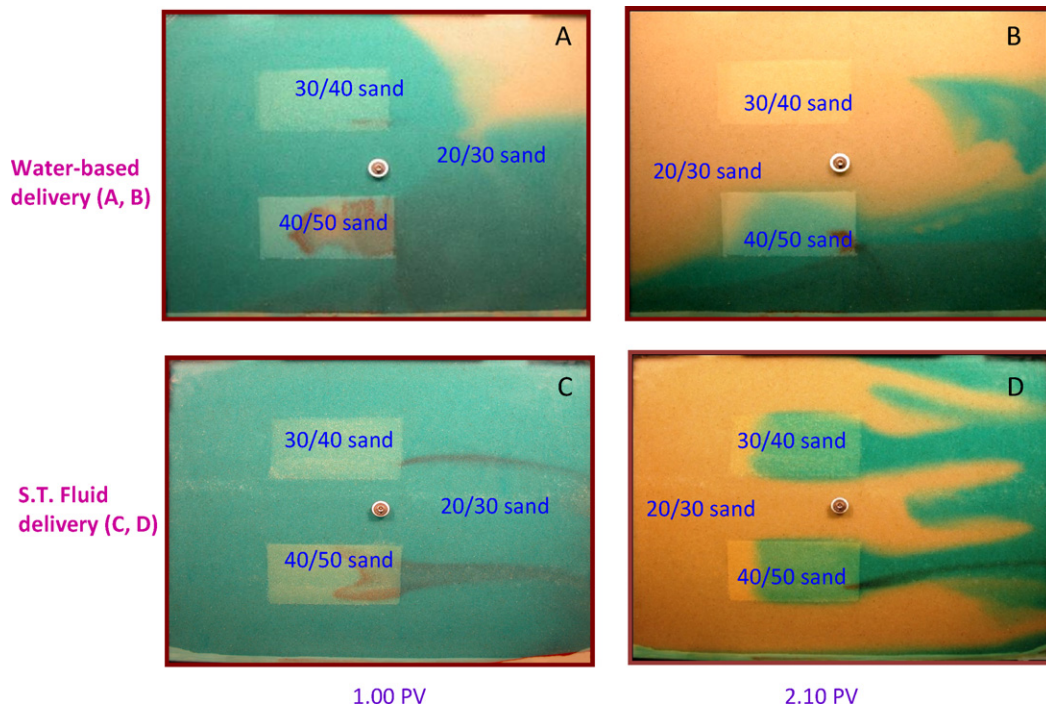 A
30/40 sand
20/30 sand
40/50 sand
B
30/40 sand
20/30 sand
40/50 sand
Water-based
delivery (A, B)
C
30/40 sand
20/30 sand
40/50 sand
D
30/40 sand
20/30 sand
40/50 sand
S.T. Fluid
delivery (C, D)
1.00 PV
2.10 PV